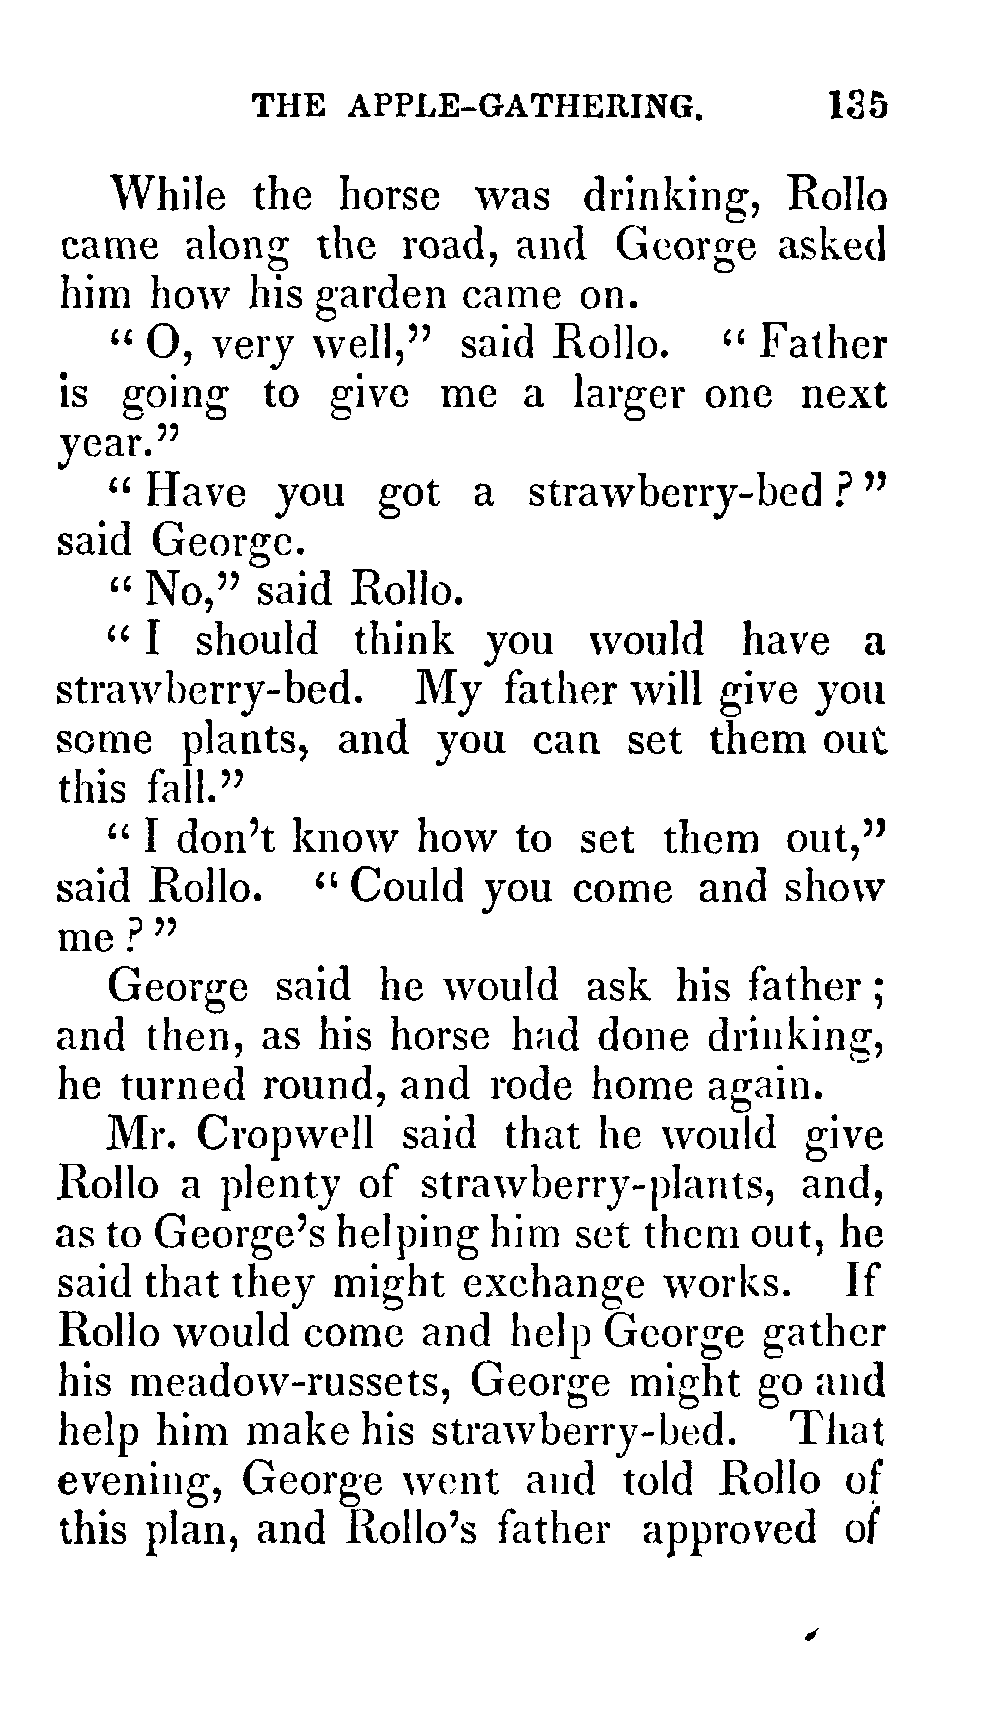 THE APPLE-GATHERING. 135
While the horse was drinking, Rollo
came along the road, and George asked
him how his garden came on.
“ O, very well,” said Rollo. “ Father
is going to give me a larger one next
year.”
“ Have you got a strawberry-bed ? ”
said George.
“ No,” said Rollo.
“ I should think you would have a
strawberry-bed. My father will give you
some plants, and you can set them out
this fall.”
“ I don’t know how to set them out,”
said Rollo. “ Could you come and show
me ? ”
George said he would ask his father ;
and then, as his horse had done drinking,
he turned round, and rode home again.
Mr. Cropwell said that he would give
Rollo a plenty of strawberry-plants, and,
as to George’s helping him set them out, he
said that they might exchange works. If
Rollo would come and help George gather
his meadow-russets, George might go and
help him make his strawberry-bed. That
evening, George went and told Rollo of
this plan, and Rollo’s father approved of